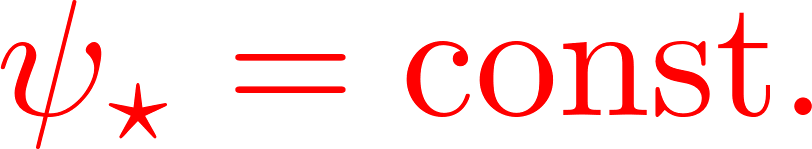 ψ⋆ = const.